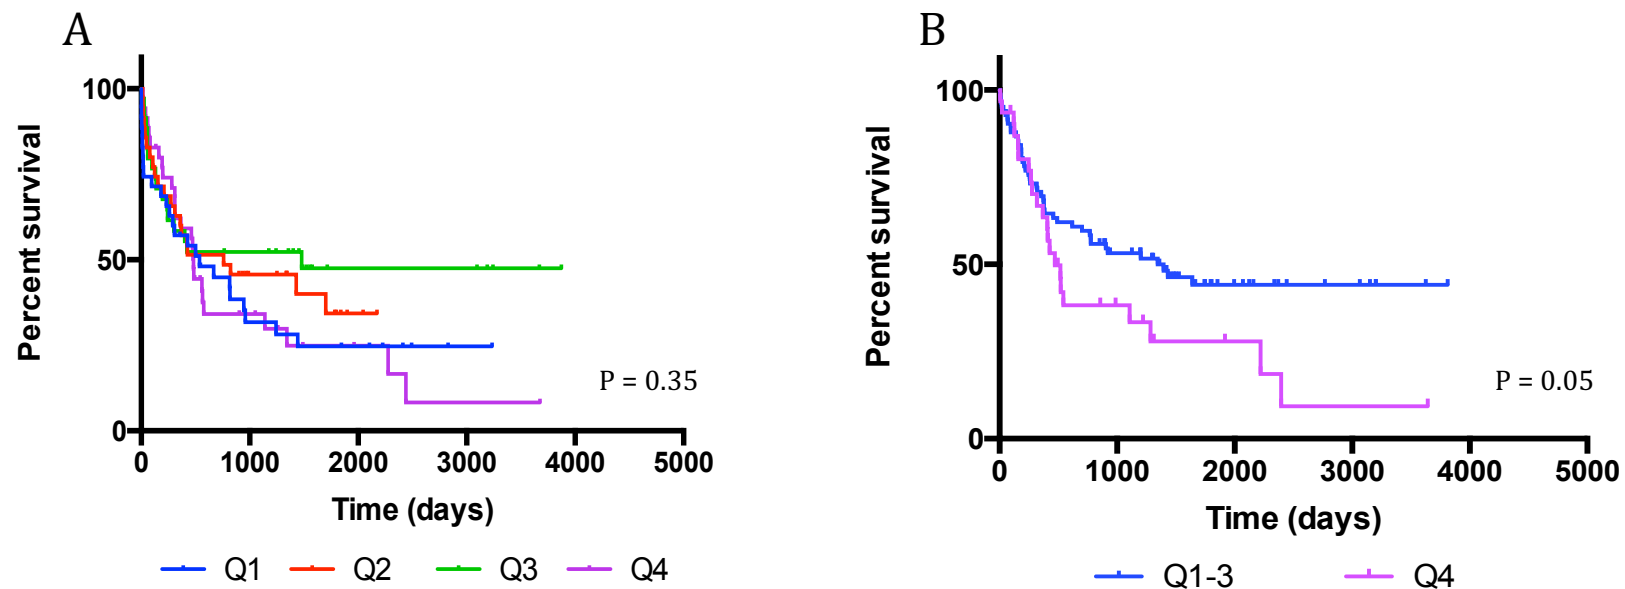 A
Percent survival
100
50
0
0 1000 2000 3000 4000 5000
Time (days)
P = 0.35
Q1 Q2 Q3 Q4
B
Percent survival
100
50
0
0 1000 2000 3000 4000 5000
Time (days)
P = 0.05
Q1-3 Q4